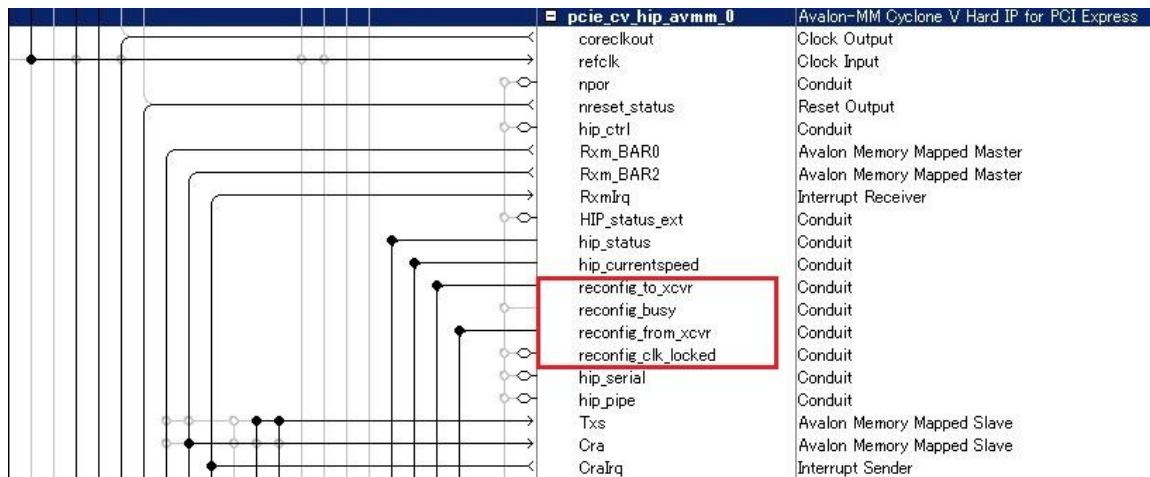 pcie_cv_hip_avmm_0 Avalon-MM Cyclone V Hard IP for PCI Express
coreclkout Clock Output
refclk Clock Input
npor Conduit
nreset_status Reset Output
hip_ctrl Conduit
Rxm_BAR0 Avalon Memory Mapped Master
Rxm_BAR2 Avalon Memory Mapped Master
RxmIrq Interrupt Receiver
HIP_status_ext Conduit
hip_status Conduit
hip_currentspeed Conduit
reconfig_to_xcvr Conduit
reconfig_busy Conduit
reconfig_from_xcvr Conduit
reconfig_clk_locked Conduit
hip_serial Conduit
hip_pipe Conduit
Txs Avalon Memory Mapped Slave
Cra Avalon Memory Mapped Slave
CraIrq Interrupt Sender